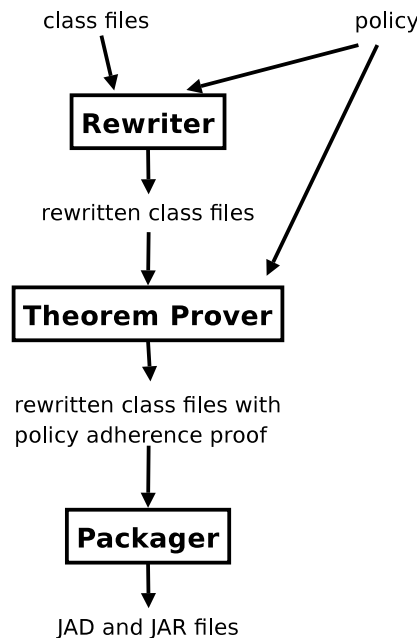 class files
policy
Rewriter
rewritten class files
Theorem Prover
rewritten class files with
policy adherence proof
Packager
JAD and JAR files